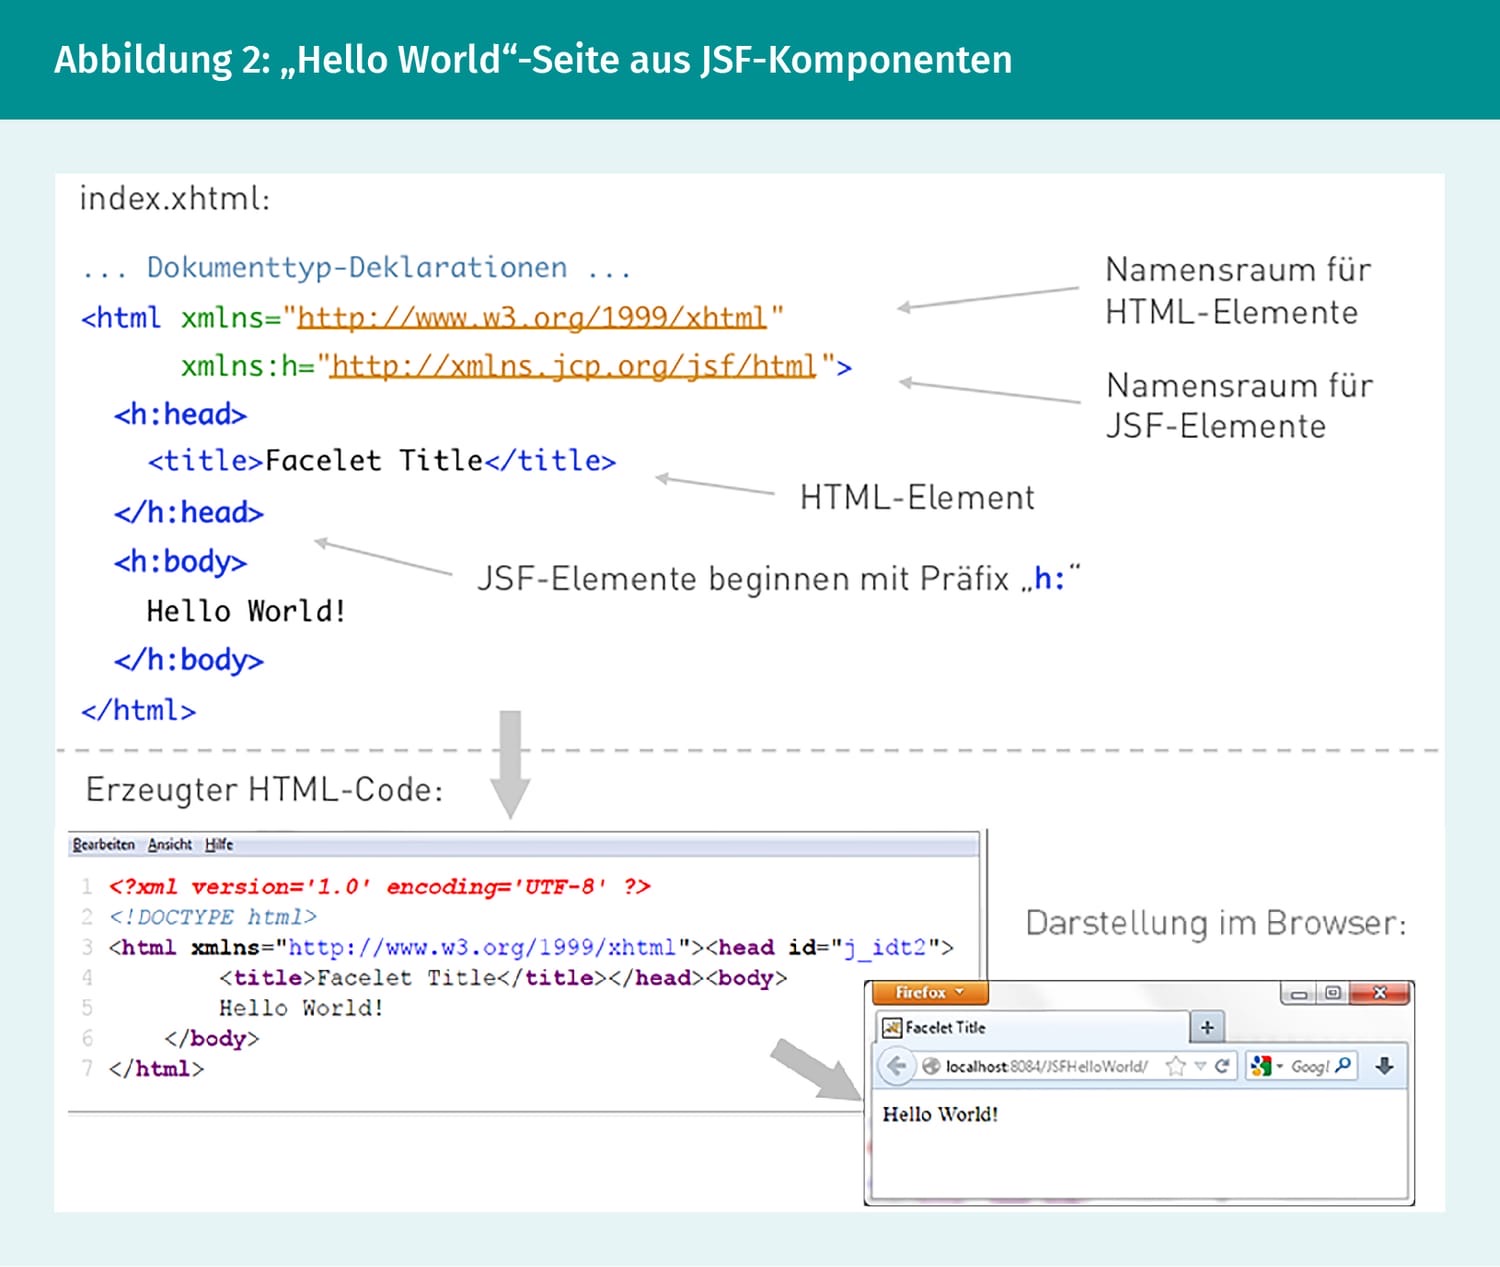 Abbildung 2: „Hello World“-Seite aus JSF-Komponenten
index.xhtml:
... Dokumenttyp-Deklarationen ...
<html xmlns="http://www.w3.org/1999/xhtml"
xmlns:h="http://xmlns.jcp.org/jsf/html">
<h:head>
<title>Facelet Title</title>
</h:head>
<h:body>
Hello World!
</h:body>
</html>
Namensraum für
HTML-Elemente
Namensraum für
JSF-Elemente
HTML-Element
JSF-Elemente beginnen mit Präfix „h:“
Erzeugter HTML-Code:
Bearbeiten Ansicht Hilfe
1 <?xml version='1.0' encoding='UTF-8' ?>
2 <!DOCTYPE html>
3 <html xmlns="http://www.w3.org/1999/xhtml"><head id="j_idt2">
4 <title>Facelet Title</title></head><body>
5 Hello World!
6 </body>
7 </html>
Darstellung im Browser:
Firefox
Facelet Title
localhost:8084/JSFHelloWorld/
Googl
Hello World!